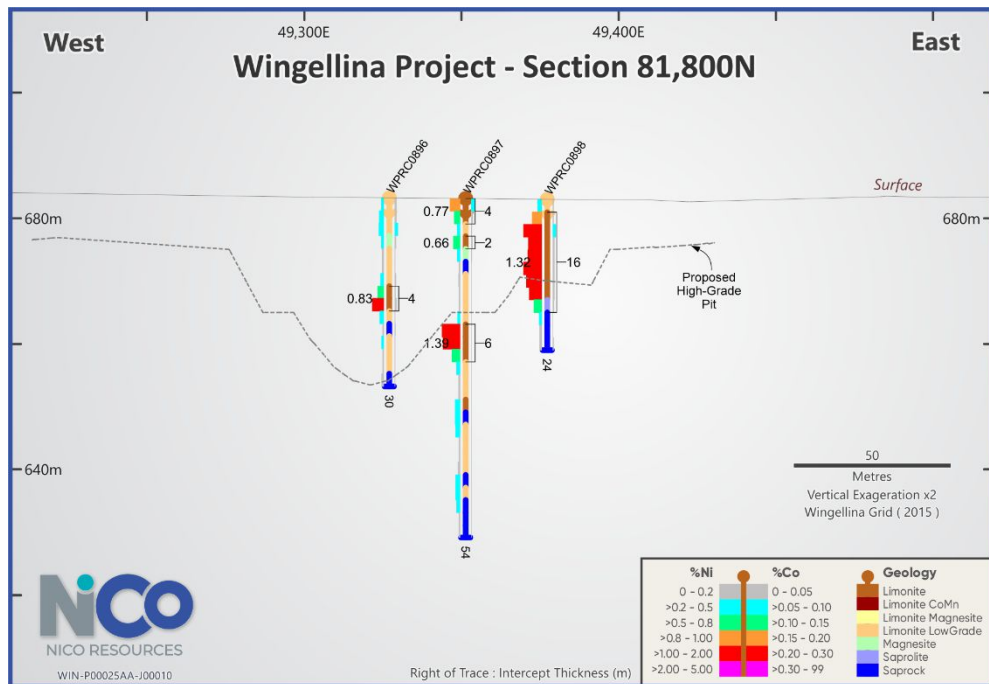 49,300E
49,400E
West
East
Wingellina Project - Section 81,800N
WPRC0896
WPRC0897
WPRC0898
Surface
680m
680m
0.77
4
0.66
2
1.32
16
Proposed
High-Grade
Pit
0.83
4
1.39
6
24
30
50
Metres
Vertical Exageration x2
Wingellina Grid ( 2015 )
640m
640m
54
NiCo
NICO RESOURCES
WIN-P00025AA-J00010
Right of Trace : Intercept Thickness (m)
%Ni %Co Geology
0 - 0.2 0 - 0.05 Limonite
>0.2 - 0.5 >0.05 - 0.10 Limonite CoMn
>0.5 - 0.8 >0.10 - 0.15 Limonite Magnesite
>0.8 - 1.00 >0.15 - 0.20 Limonite LowGrade
>1.00 - 2.00 >0.20 - 0.30 Magnesite
>2.00 - 5.00 >0.30 - 99 Saprolite
Saprock